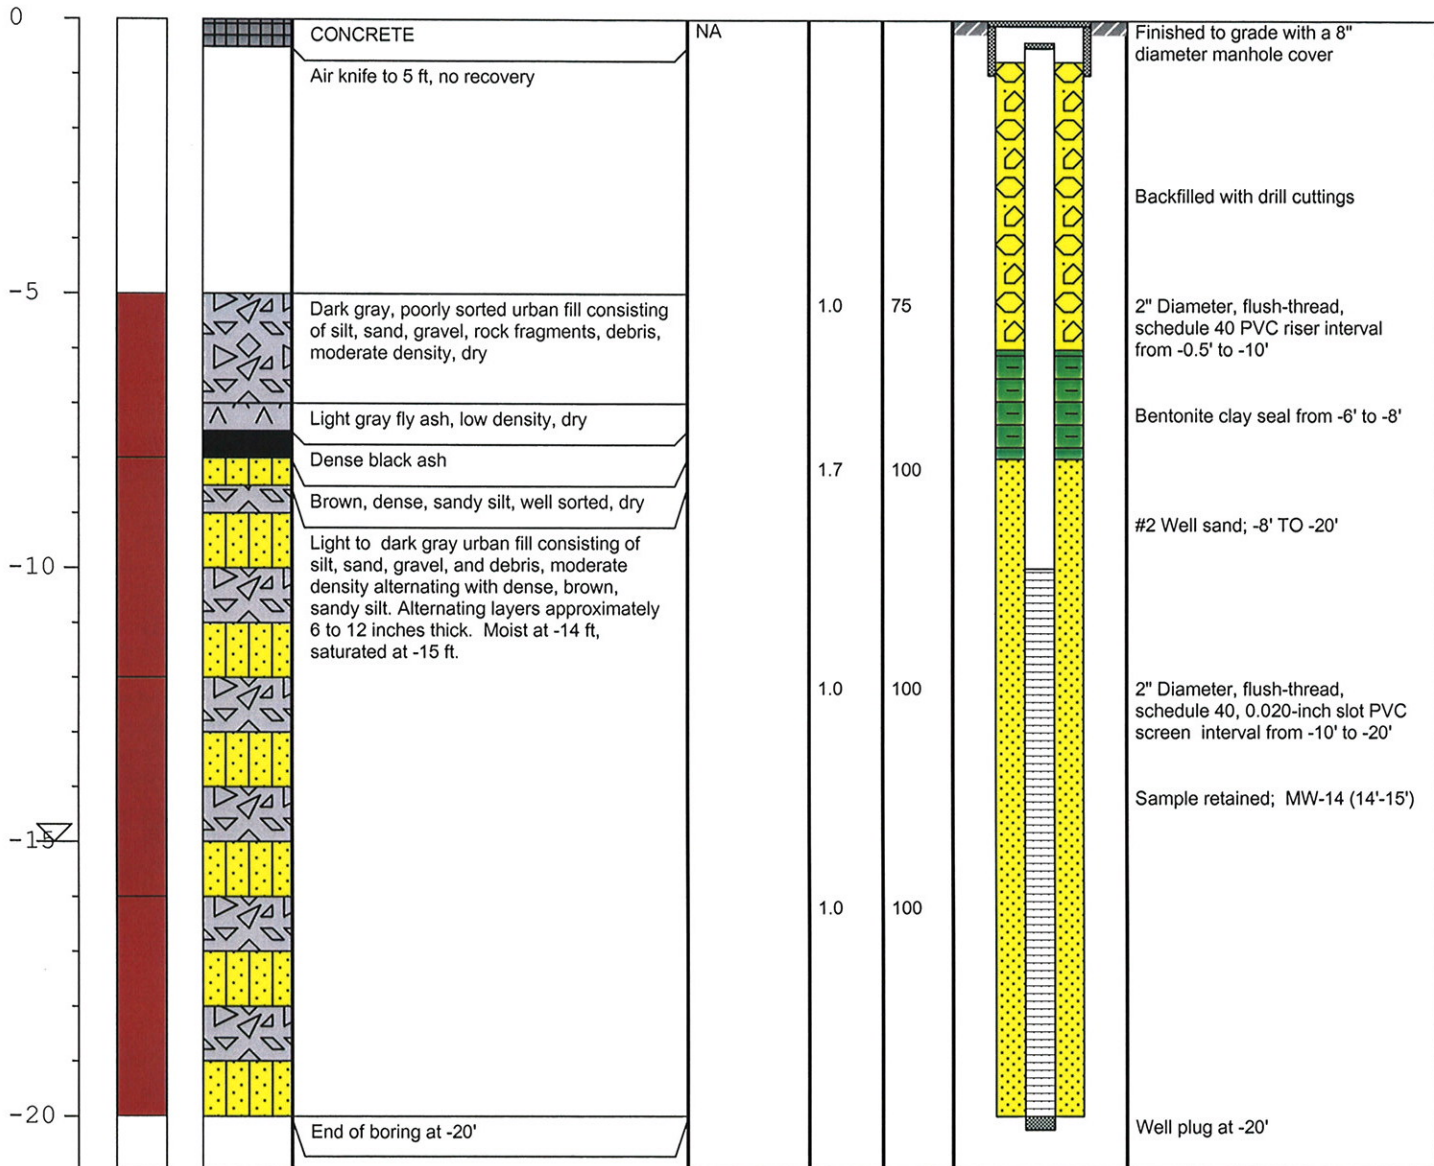 0
CONCRETE
NA
Finished to grade with a 8"
diameter manhole cover
Air knife to 5 ft, no recovery
Backfilled with drill cuttings
-5
Dark gray, poorly sorted urban fill consisting
of silt, sand, gravel, rock fragments, debris,
moderate density, dry
1.0
75
2" Diameter, flush-thread,
schedule 40 PVC riser interval
from -0.5' to -10'
Light gray fly ash, low density, dry
Bentonite clay seal from -6' to -8'
Dense black ash
1.7
100
Brown, dense, sandy silt, well sorted, dry
#2 Well sand; -8' TO -20'
-10
Light to dark gray urban fill consisting of
silt, sand, gravel, and debris, moderate
density alternating with dense, brown,
sandy silt. Alternating layers approximately
6 to 12 inches thick. Moist at -14 ft,
saturated at -15 ft.
1.0
100
2" Diameter, flush-thread,
schedule 40, 0.020-inch slot PVC
screen interval from -10' to -20'
Sample retained; MW-14 (14'-15')
-15
1.0
100
-20
End of boring at -20'
Well plug at -20'